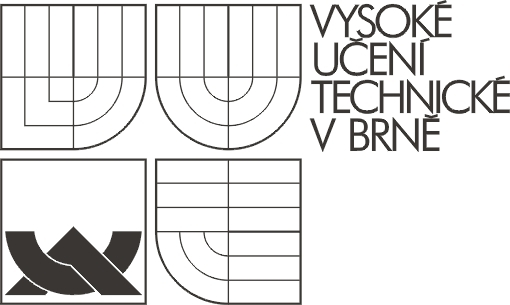 VYSOKÉ
UČENÍ
TECHNICKÉ
V BRNĚ